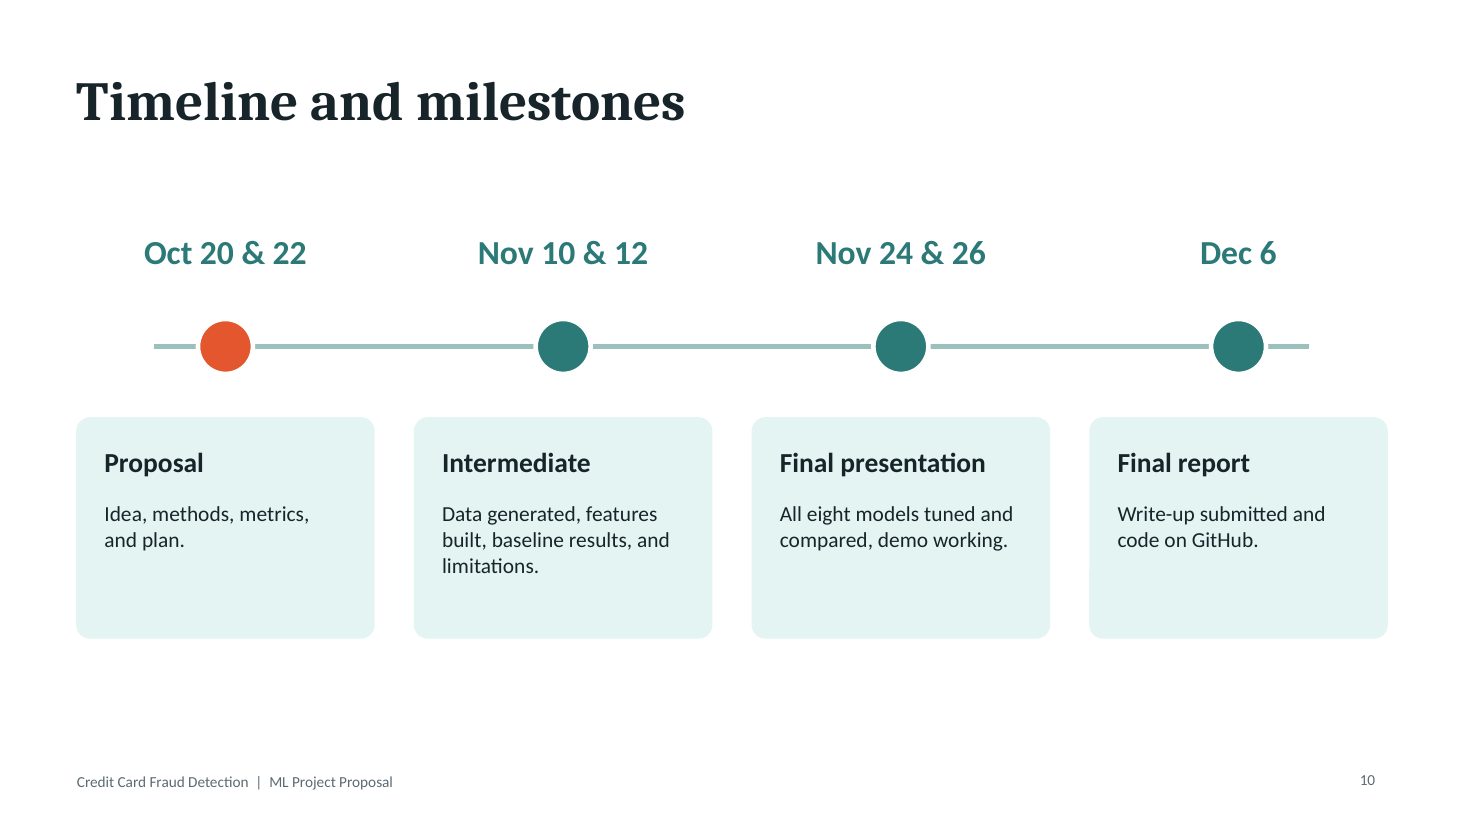 Timeline and milestones
Oct 20 & 22
Nov 10 & 12
Nov 24 & 26
Dec 6
Proposal
Idea, methods, metrics,
and plan.
Intermediate
Data generated, features
built, baseline results, and
limitations.
Final presentation
All eight models tuned and
compared, demo working.
Final report
Write-up submitted and
code on GitHub.
Credit Card Fraud Detection | ML Project Proposal
10